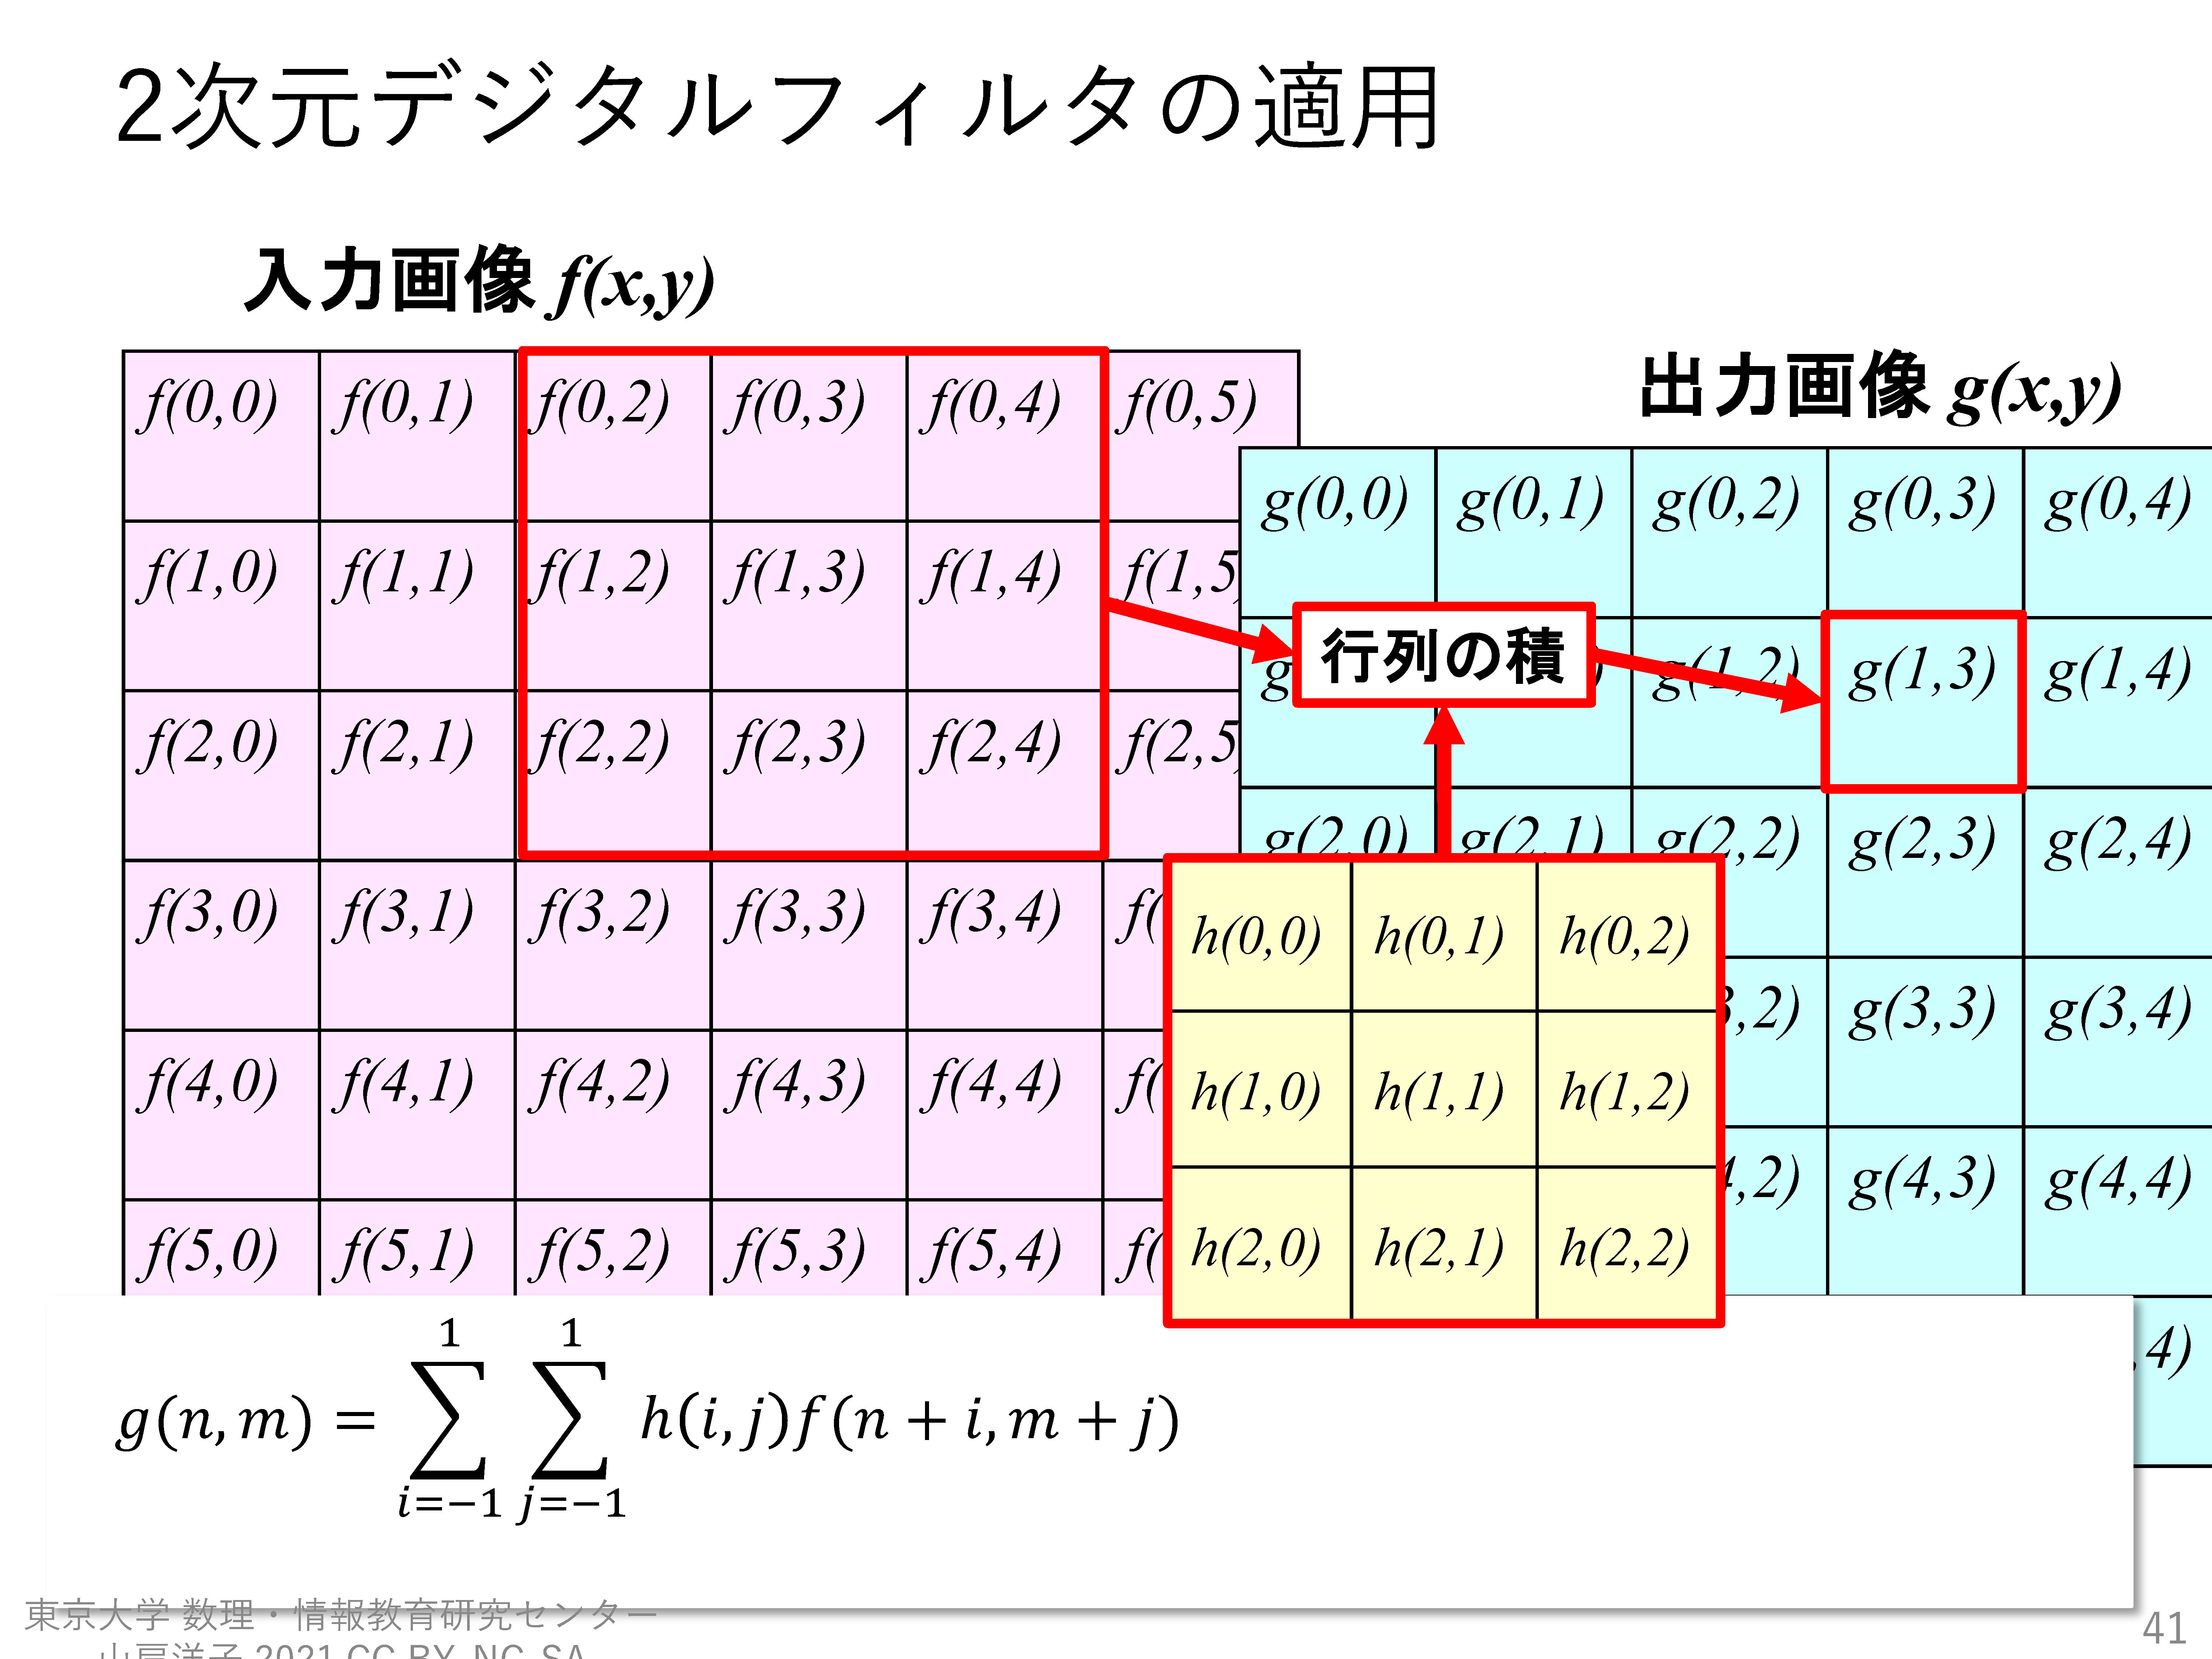 2次元デジタルフィルタの適用
入力画像 f(x,y)
f(0,0) f(0,1) f(0,2) f(0,3) f(0,4) f(0,5)
f(1,0) f(1,1) f(1,2) f(1,3) f(1,4) f(1,5
f(2,0) f(2,1) f(2,2) f(2,3) f(2,4) f(2,5
f(3,0) f(3,1) f(3,2) f(3,3) f(3,4) f(
f(4,0) f(4,1) f(4,2) f(4,3) f(4,4) f(
f(5,0) f(5,1) f(5,2) f(5,3) f(5,4) f(
出力画像 g(x,y)
g(0,0) g(0,1) g(0,2) g(0,3) g(0,4)
g 行列の積 ) g(1,2) g(1,3) g(1,4)
g(2,0) g(2,1) g(2,2) g(2,3) g(2,4)
3,2) g(3,3) g(3,4)
4,2) g(4,3) g(4,4)
,4)
h(0,0) h(0,1) h(0,2)
h(1,0) h(1,1) h(1,2)
h(2,0) h(2,1) h(2,2)
g(n,m) = ∑_{i=−1}^{1} ∑_{j=−1}^{1} h(i,j)f(n + i,m + j)
東京大学 数理・情報教育研究センター
山肩洋子 2021 CC BY-NC-SA
41